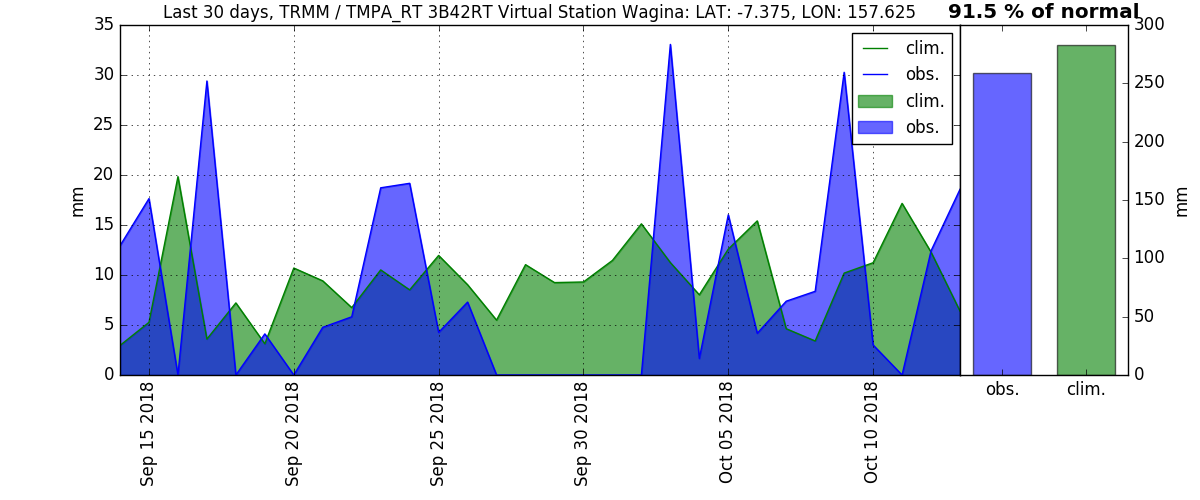 Last 30 days, TRMM / TMPA_RT 3B42RT Virtual Station Wagina: LAT: -7.375, LON: 157.625
91.5 % of normal
35
30
25
20
15
10
5
0
mm
clim.
obs.
clim.
obs.
300
250
200
150
100
50
0
mm
Sep 15 2018
Sep 20 2018
Sep 25 2018
Sep 30 2018
Oct 05 2018
Oct 10 2018
obs.
clim.